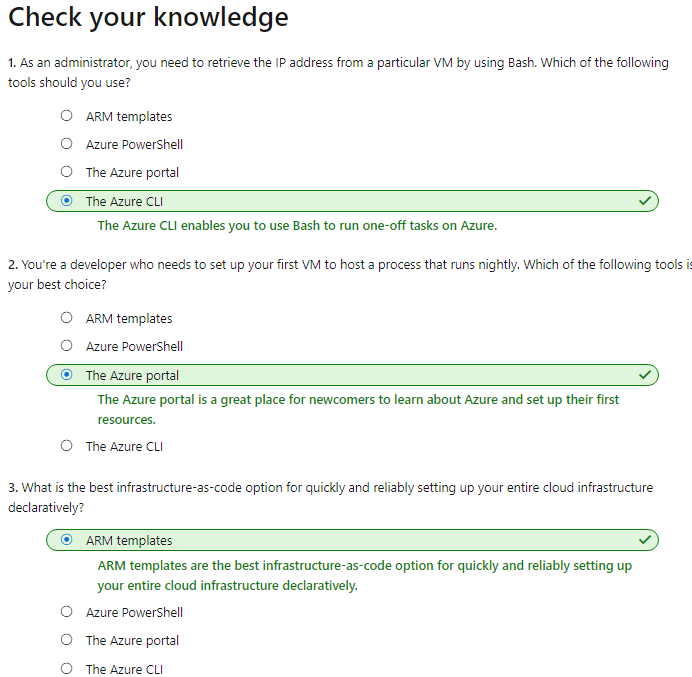 Check your knowledge
1. As an administrator, you need to retrieve the IP address from a particular VM by using Bash. Which of the following
tools should you use?
ARM templates
Azure PowerShell
The Azure portal
The Azure CLI
The Azure CLI enables you to use Bash to run one-off tasks on Azure.
2. You're a developer who needs to set up your first VM to host a process that runs nightly. Which of the following tools is
your best choice?
ARM templates
Azure PowerShell
The Azure portal
The Azure portal is a great place for newcomers to learn about Azure and set up their first
resources.
The Azure CLI
3. What is the best infrastructure-as-code option for quickly and reliably setting up your entire cloud infrastructure
declaratively?
ARM templates
ARM templates are the best infrastructure-as-code option for quickly and reliably setting up
your entire cloud infrastructure declaratively.
Azure PowerShell
The Azure portal
The Azure CLI